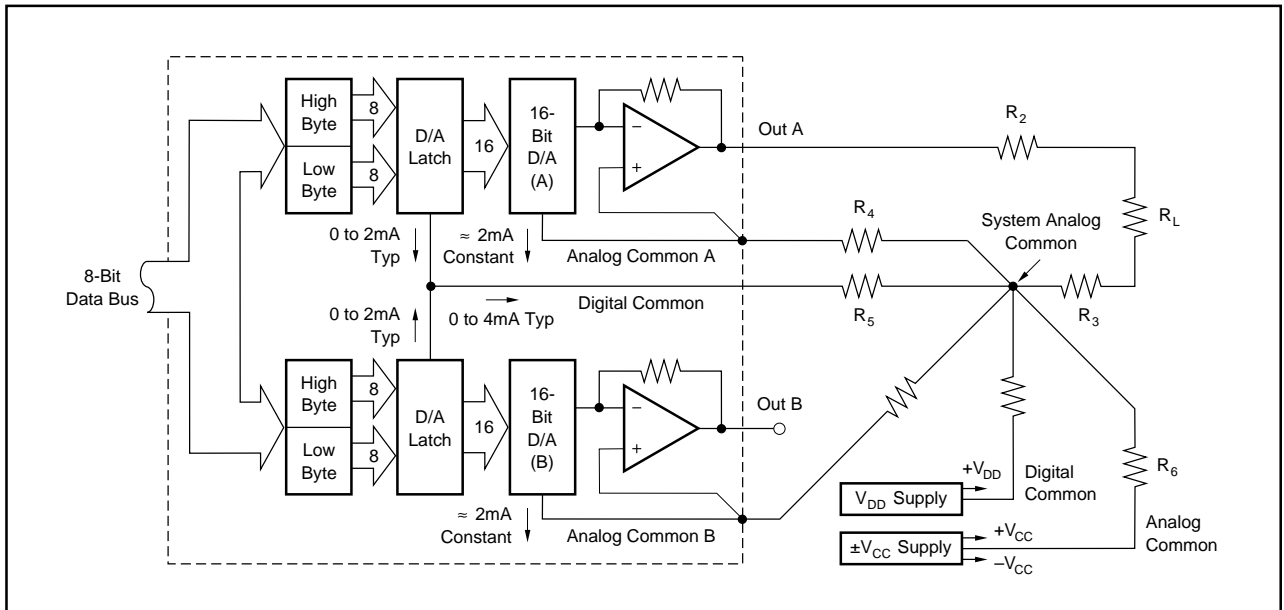 High
Byte
8
Low
Byte
8
D/A
Latch
16
16-
Bit
D/A
(A)
−
+
Out A
R2
RL
R4
System Analog
Common
R3
0 to 2mA
Typ
≈ 2mA
Constant
Analog Common A
8-Bit
Data Bus
0 to 2mA
Typ
0 to 4mA Typ
Digital Common
R5
High
Byte
8
Low
Byte
8
D/A
Latch
16
16-
Bit
D/A
(B)
−
+
Out B
≈ 2mA
Constant
Analog Common B
+VDD
VDD Supply
Digital
Common
R6
+VCC
±VCC Supply
–VCC
Analog
Common